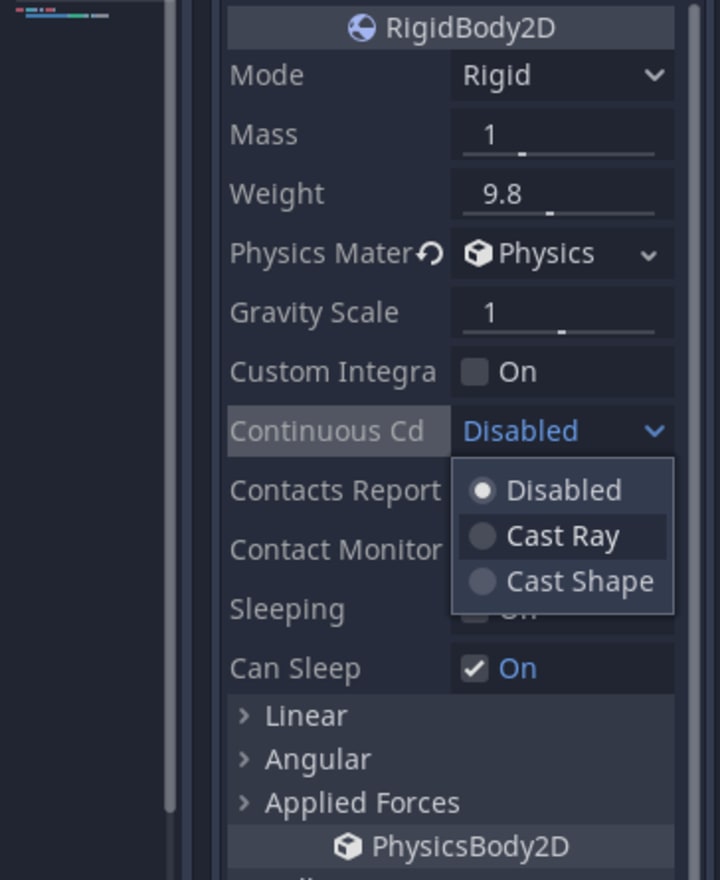 RigidBody2D
Mode Rigid
Mass 1
Weight 9.8
Physics Mater Physics
Gravity Scale 1
Custom Integra On
Continuous Cd Disabled
Disabled
Contacts Report
Cast Ray
Contact Monitor
Cast Shape
Sleeping On
Can Sleep On
Linear
Angular
Applied Forces
PhysicsBody2D